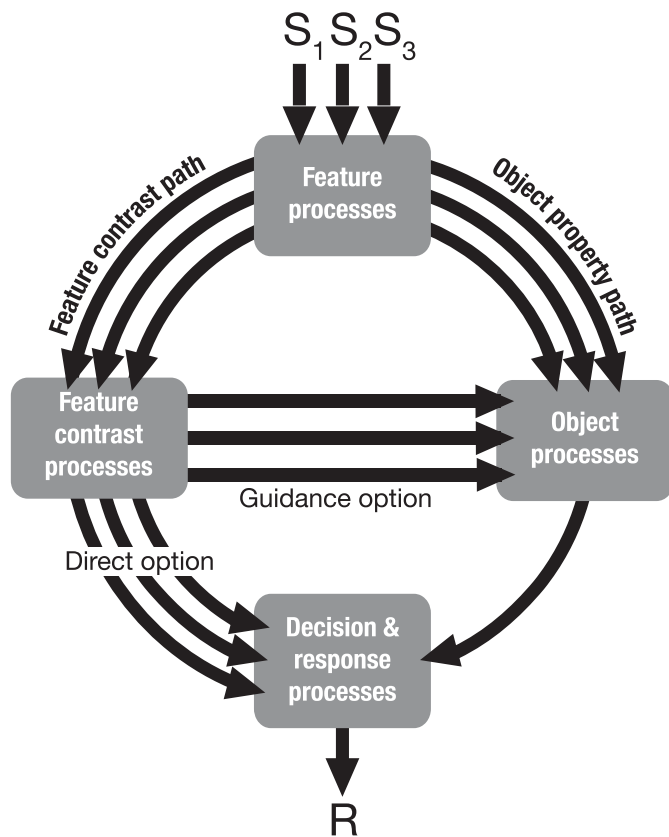 S1 S2 S3
Feature
processes
Feature contrast path
Object property path
Feature
contrast
processes
Object
processes
Guidance option
Direct option
Decision &
response
processes
R